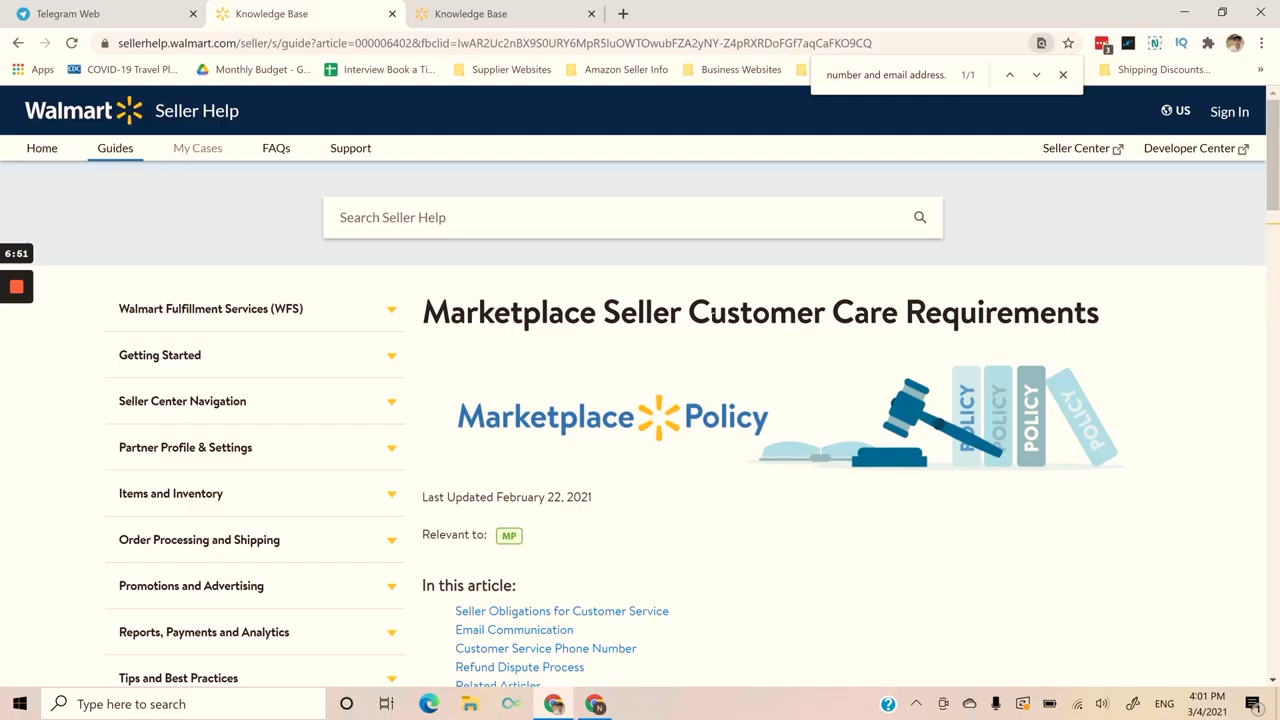 Telegram Web
Knowledge Base
Knowledge Base
sellerhelp.walmart.com/seller/s/guide?article=000006402&fbclid=IwAR2Uc2nBX9S0URY6MpR5luOWTOwubFZA2yNY-Z4pRXRDoFGf7aqCaFKO9CQ
3
Apps
CDC
COVID-19 Travel Pl...
Monthly Budget - G...
Interview Book a Ti...
Supplier Websites
Amazon Seller Info
Business Websites
Shipping Discounts...
number and email address. 1/1
Walmart Seller Help
US
Sign In
Home
Guides
My Cases
FAQs
Support
Seller Center
Developer Center
Search Seller Help
6:51
Walmart Fulfillment Services (WFS)
Getting Started
Seller Center Navigation
Partner Profile & Settings
Items and Inventory
Order Processing and Shipping
Promotions and Advertising
Reports, Payments and Analytics
Tips and Best Practices
Marketplace Seller Customer Care Requirements
Marketplace Policy
POLICY
POLICY
POLICY
POLICY
Last Updated February 22, 2021
Relevant to: MP
In this article:
Seller Obligations for Customer Service
Email Communication
Customer Service Phone Number
Refund Dispute Process
Related Articles
Type here to search
ENG
4:01 PM
3/4/2021
1